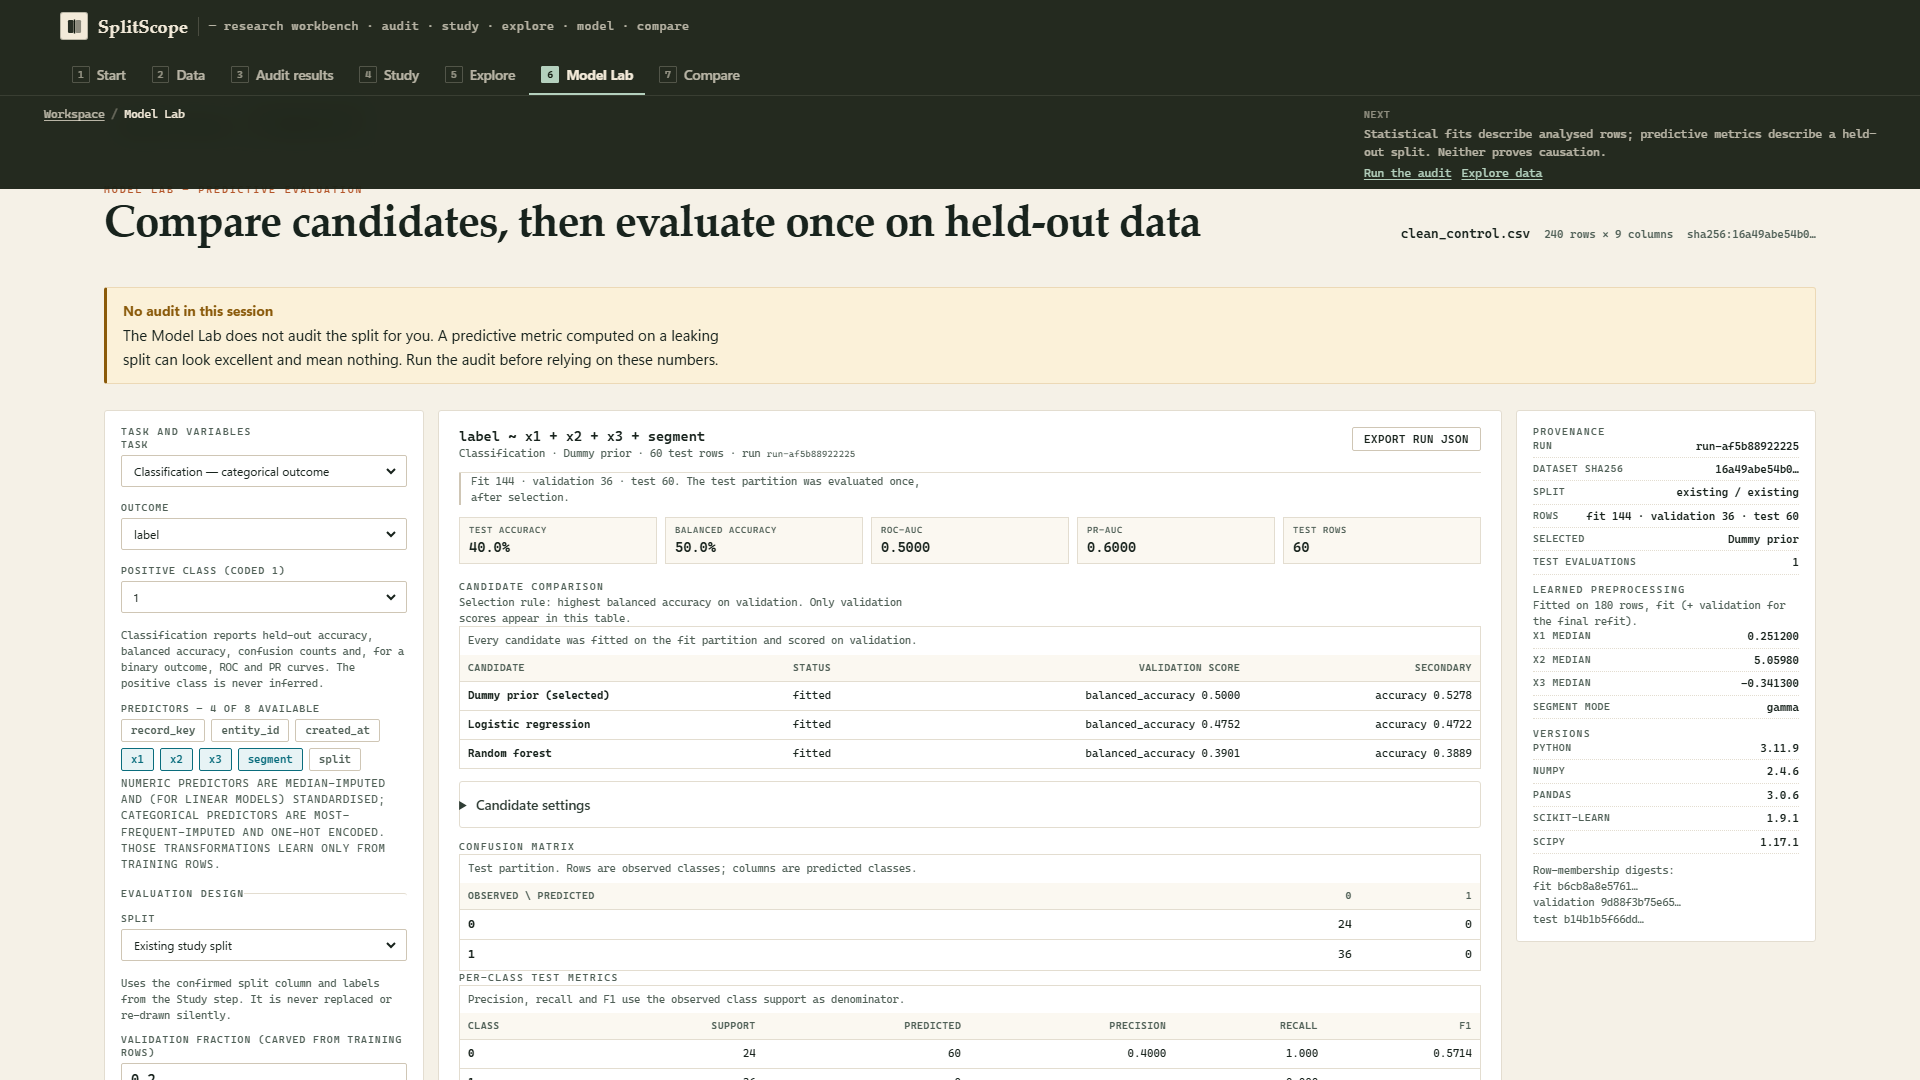 SplitScope
— research workbench · audit · study · explore · model · compare
1 Start
2 Data
3 Audit results
4 Study
5 Explore
6 Model Lab
7 Compare
Workspace / Model Lab
NEXT
Statistical fits describe analysed rows; predictive metrics describe a held-
out split. Neither proves causation.
Run the audit Explore data
MODEL LAB — PREDICTIVE EVALUATION
Compare candidates, then evaluate once on held-out data
clean_control.csv 240 rows × 9 columns sha256:16a49abe54b0…
No audit in this session
The Model Lab does not audit the split for you. A predictive metric computed on a leaking
split can look excellent and mean nothing. Run the audit before relying on these numbers.
TASK AND VARIABLES
TASK
Classification — categorical outcome
OUTCOME
label
POSITIVE CLASS (CODED 1)
1
Classification reports held-out accuracy,
balanced accuracy, confusion counts and, for a
binary outcome, ROC and PR curves. The
positive class is never inferred.
PREDICTORS — 4 OF 8 AVAILABLE
record_key entity_id created_at
x1 x2 x3 segment split
NUMERIC PREDICTORS ARE MEDIAN-IMPUTED
AND (FOR LINEAR MODELS) STANDARDISED;
CATEGORICAL PREDICTORS ARE MOST-
FREQUENT-IMPUTED AND ONE-HOT ENCODED.
THOSE TRANSFORMATIONS LEARN ONLY FROM
TRAINING ROWS.
EVALUATION DESIGN
SPLIT
Existing study split
Uses the confirmed split column and labels
from the Study step. It is never replaced or
re-drawn silently.
VALIDATION FRACTION (CARVED FROM TRAINING
ROWS)
0.2
label ~ x1 + x2 + x3 + segment
Classification · Dummy prior · 60 test rows · run run-af5b88922225
EXPORT RUN JSON
Fit 144 · validation 36 · test 60. The test partition was evaluated once,
after selection.
TEST ACCURACY
40.0%
BALANCED ACCURACY
50.0%
ROC-AUC
0.5000
PR-AUC
0.6000
TEST ROWS
60
CANDIDATE COMPARISON
Selection rule: highest balanced accuracy on validation. Only validation
scores appear in this table.
Every candidate was fitted on the fit partition and scored on validation.
CANDIDATE STATUS VALIDATION SCORE SECONDARY
Dummy prior (selected) fitted balanced_accuracy 0.5000 accuracy 0.5278
Logistic regression fitted balanced_accuracy 0.4752 accuracy 0.4722
Random forest fitted balanced_accuracy 0.3901 accuracy 0.3889
Candidate settings
CONFUSION MATRIX
Test partition. Rows are observed classes; columns are predicted classes.
OBSERVED \ PREDICTED 0 1
0 24 0
1 36 0
PER-CLASS TEST METRICS
Precision, recall and F1 use the observed class support as denominator.
CLASS SUPPORT PREDICTED PRECISION RECALL F1
0 24 60 0.4000 1.000 0.5714
PROVENANCE
RUN run-af5b88922225
DATASET SHA256 16a49abe54b0…
SPLIT existing / existing
ROWS fit 144 · validation 36 · test 60
SELECTED Dummy prior
TEST EVALUATIONS 1
LEARNED PREPROCESSING
Fitted on 180 rows, fit (+ validation for
the final refit).
X1 MEDIAN 0.251200
X2 MEDIAN 5.05980
X3 MEDIAN −0.341300
SEGMENT MODE gamma
VERSIONS
PYTHON 3.11.9
NUMPY 2.4.6
PANDAS 3.0.6
SCIKIT-LEARN 1.9.1
SCIPY 1.17.1
Row-membership digests:
fit b6cb8a8e5761…
validation 9d88f3b75e65…
test b14b1b5f66dd…